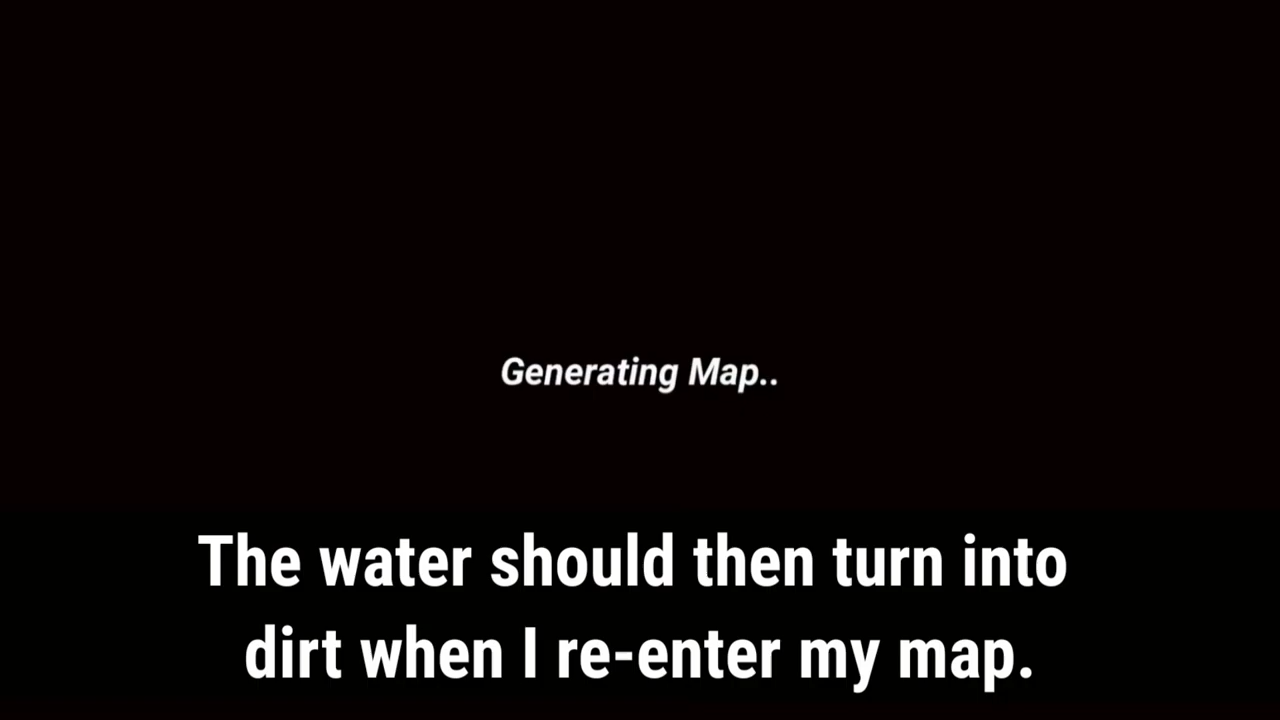 Generating Map..
The water should then turn into
dirt when I re-enter my map.